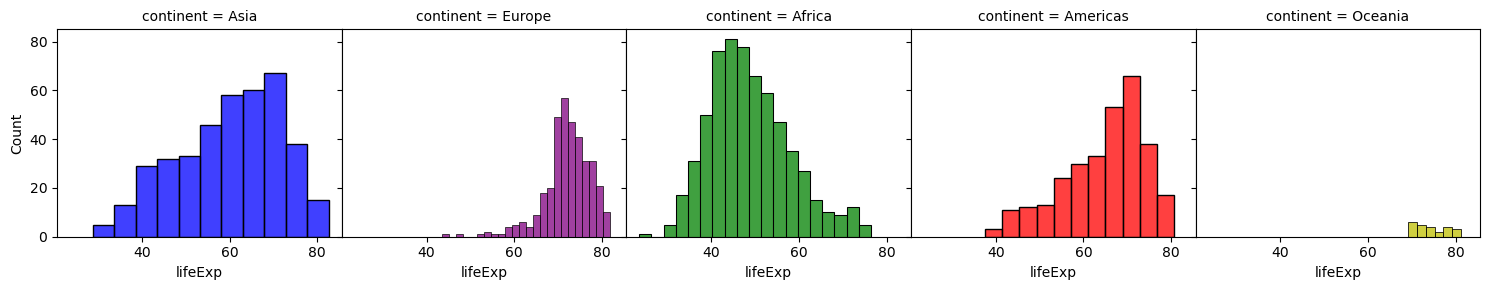 continent = Asia
continent = Europe
continent = Africa
continent = Americas
continent = Oceania
Count
80
60
40
20
0
40 60 80
40 60 80
40 60 80
40 60 80
40 60 80
lifeExp
lifeExp
lifeExp
lifeExp
lifeExp